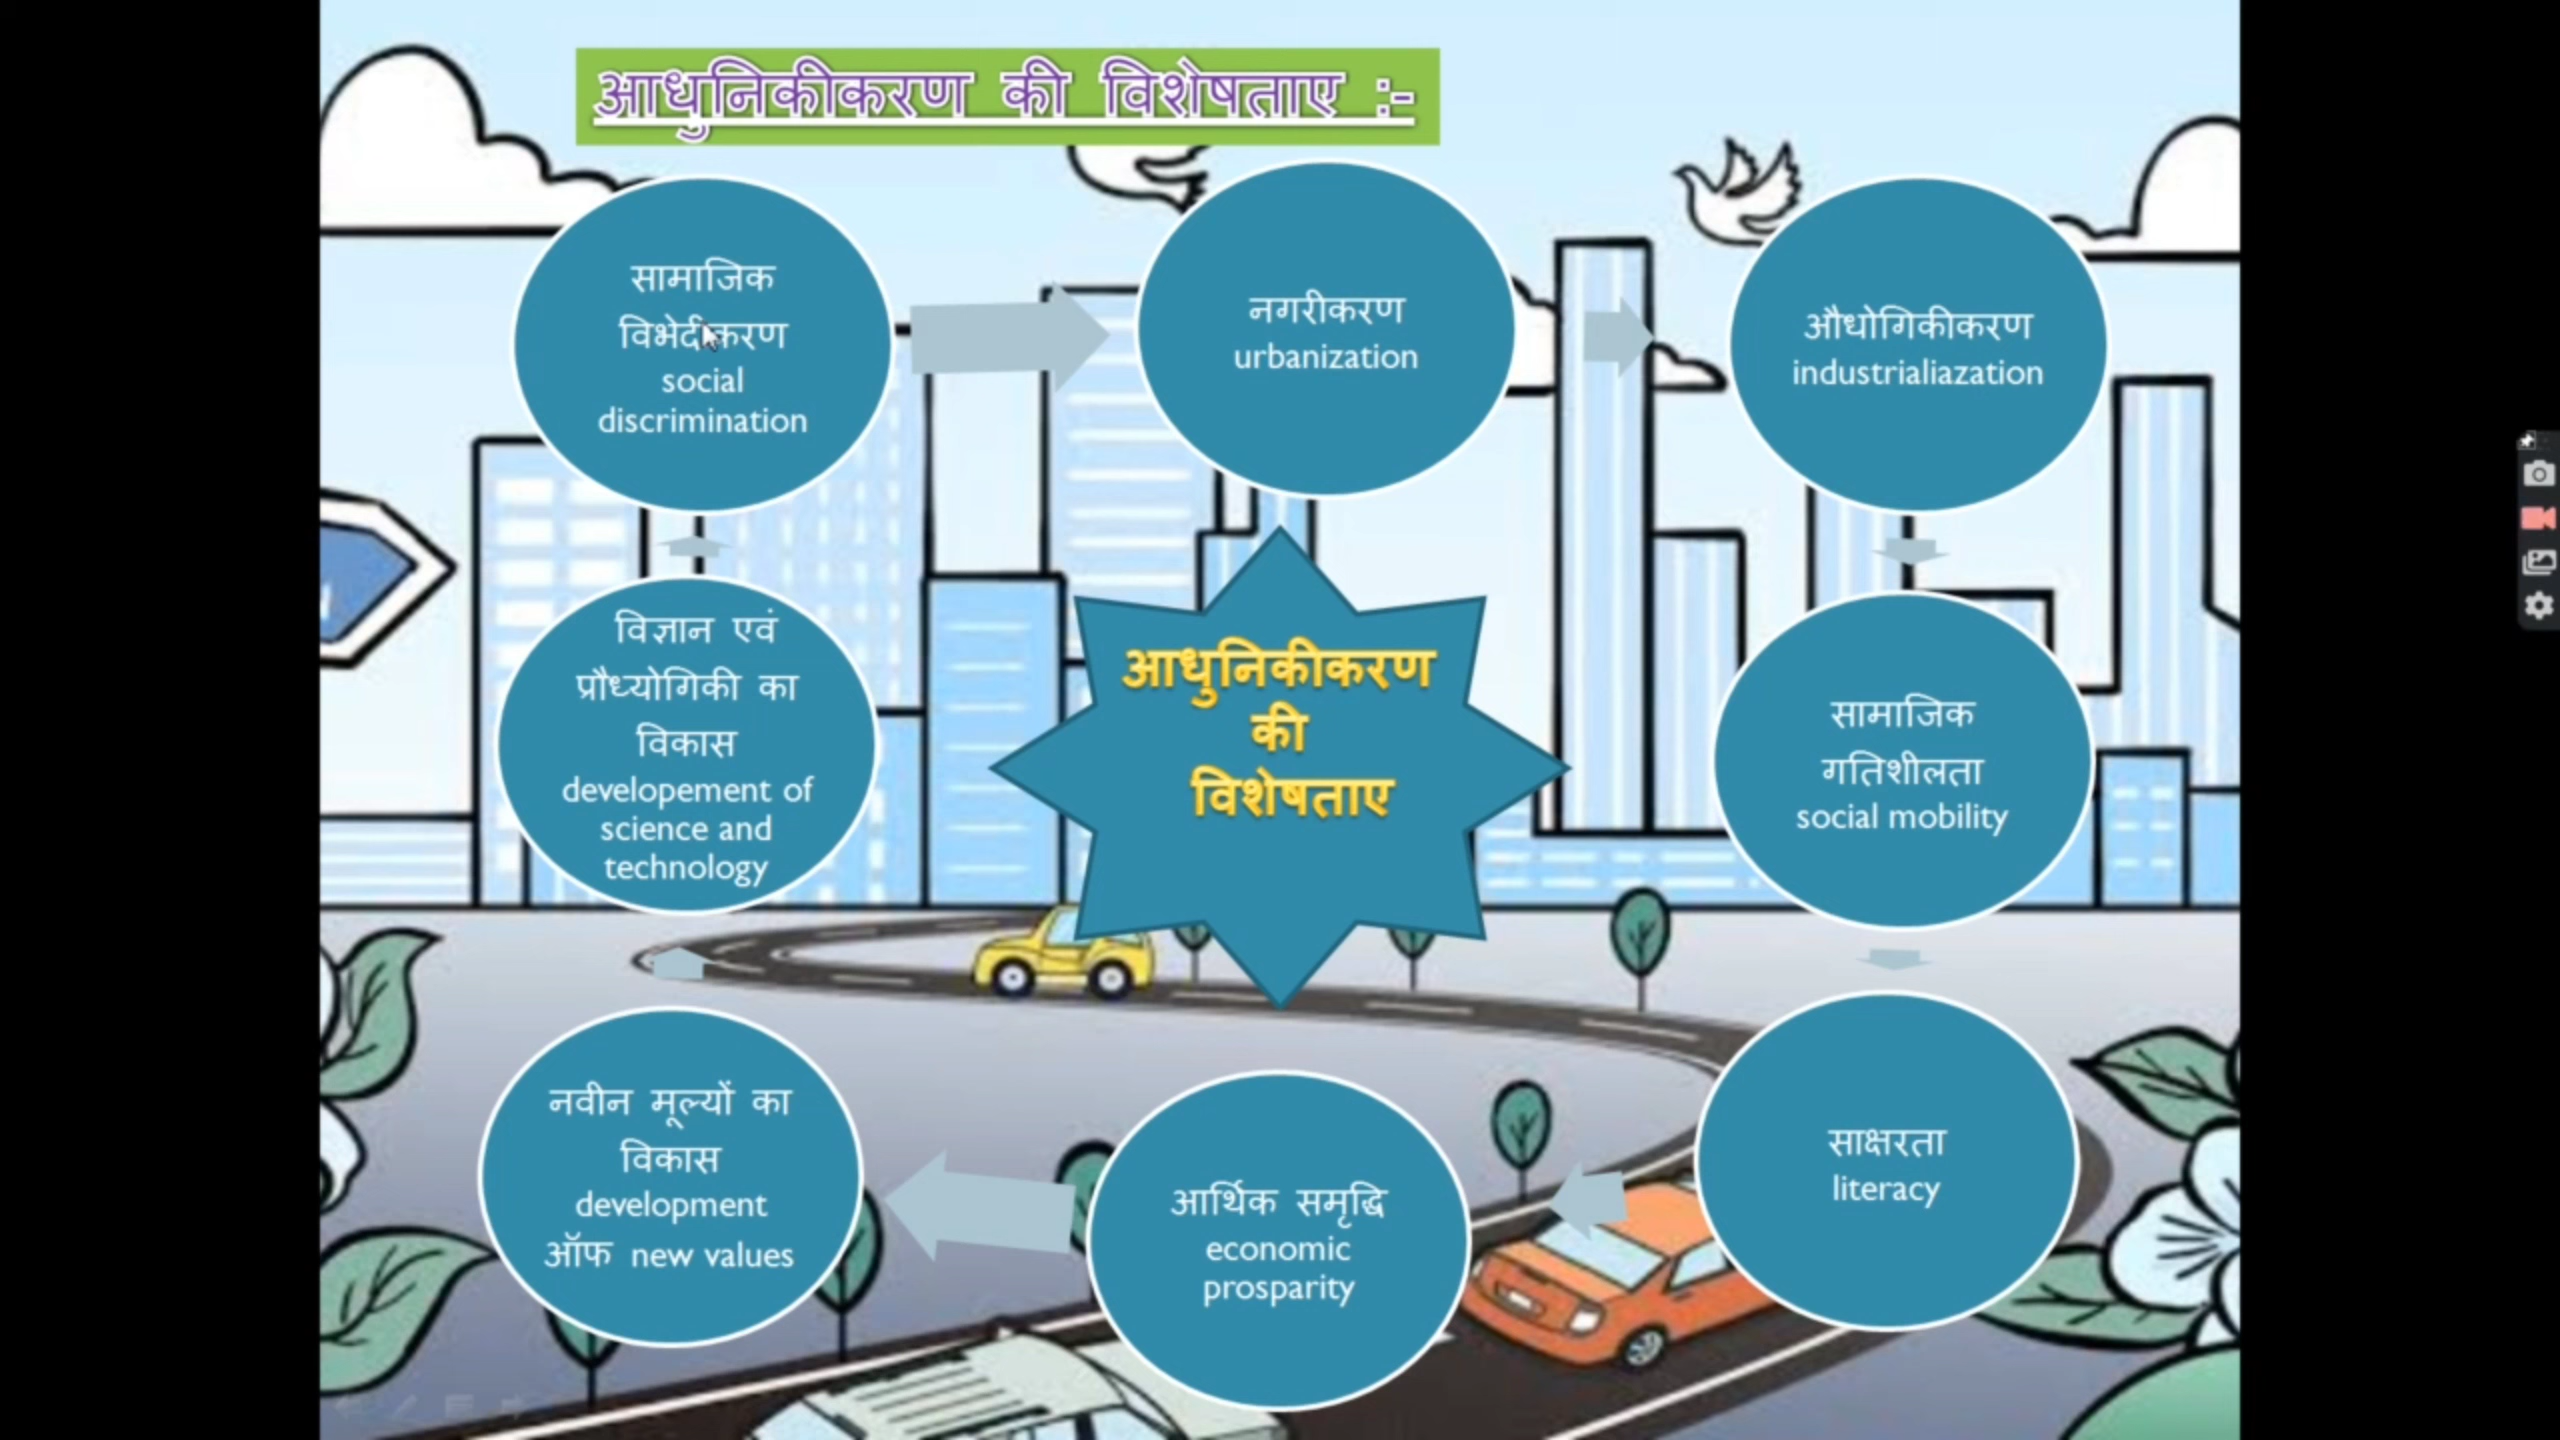 आधुनिकीकरण की विशेषताए :-
सामाजिक
विभेदीकरण
social
discrimination
नगरीकरण
urbanization
औधोगिकीकरण
industrialiazation
सामाजिक
गतिशीलता
social mobility
साक्षरता
literacy
आर्थिक समृद्धि
economic
prosparity
नवीन मूल्यों का
विकास
development
ऑफ new values
विज्ञान एवं
प्रौध्योगिकी का
विकास
developement of
science and
technology
आधुनिकीकरण
की
विशेषताए